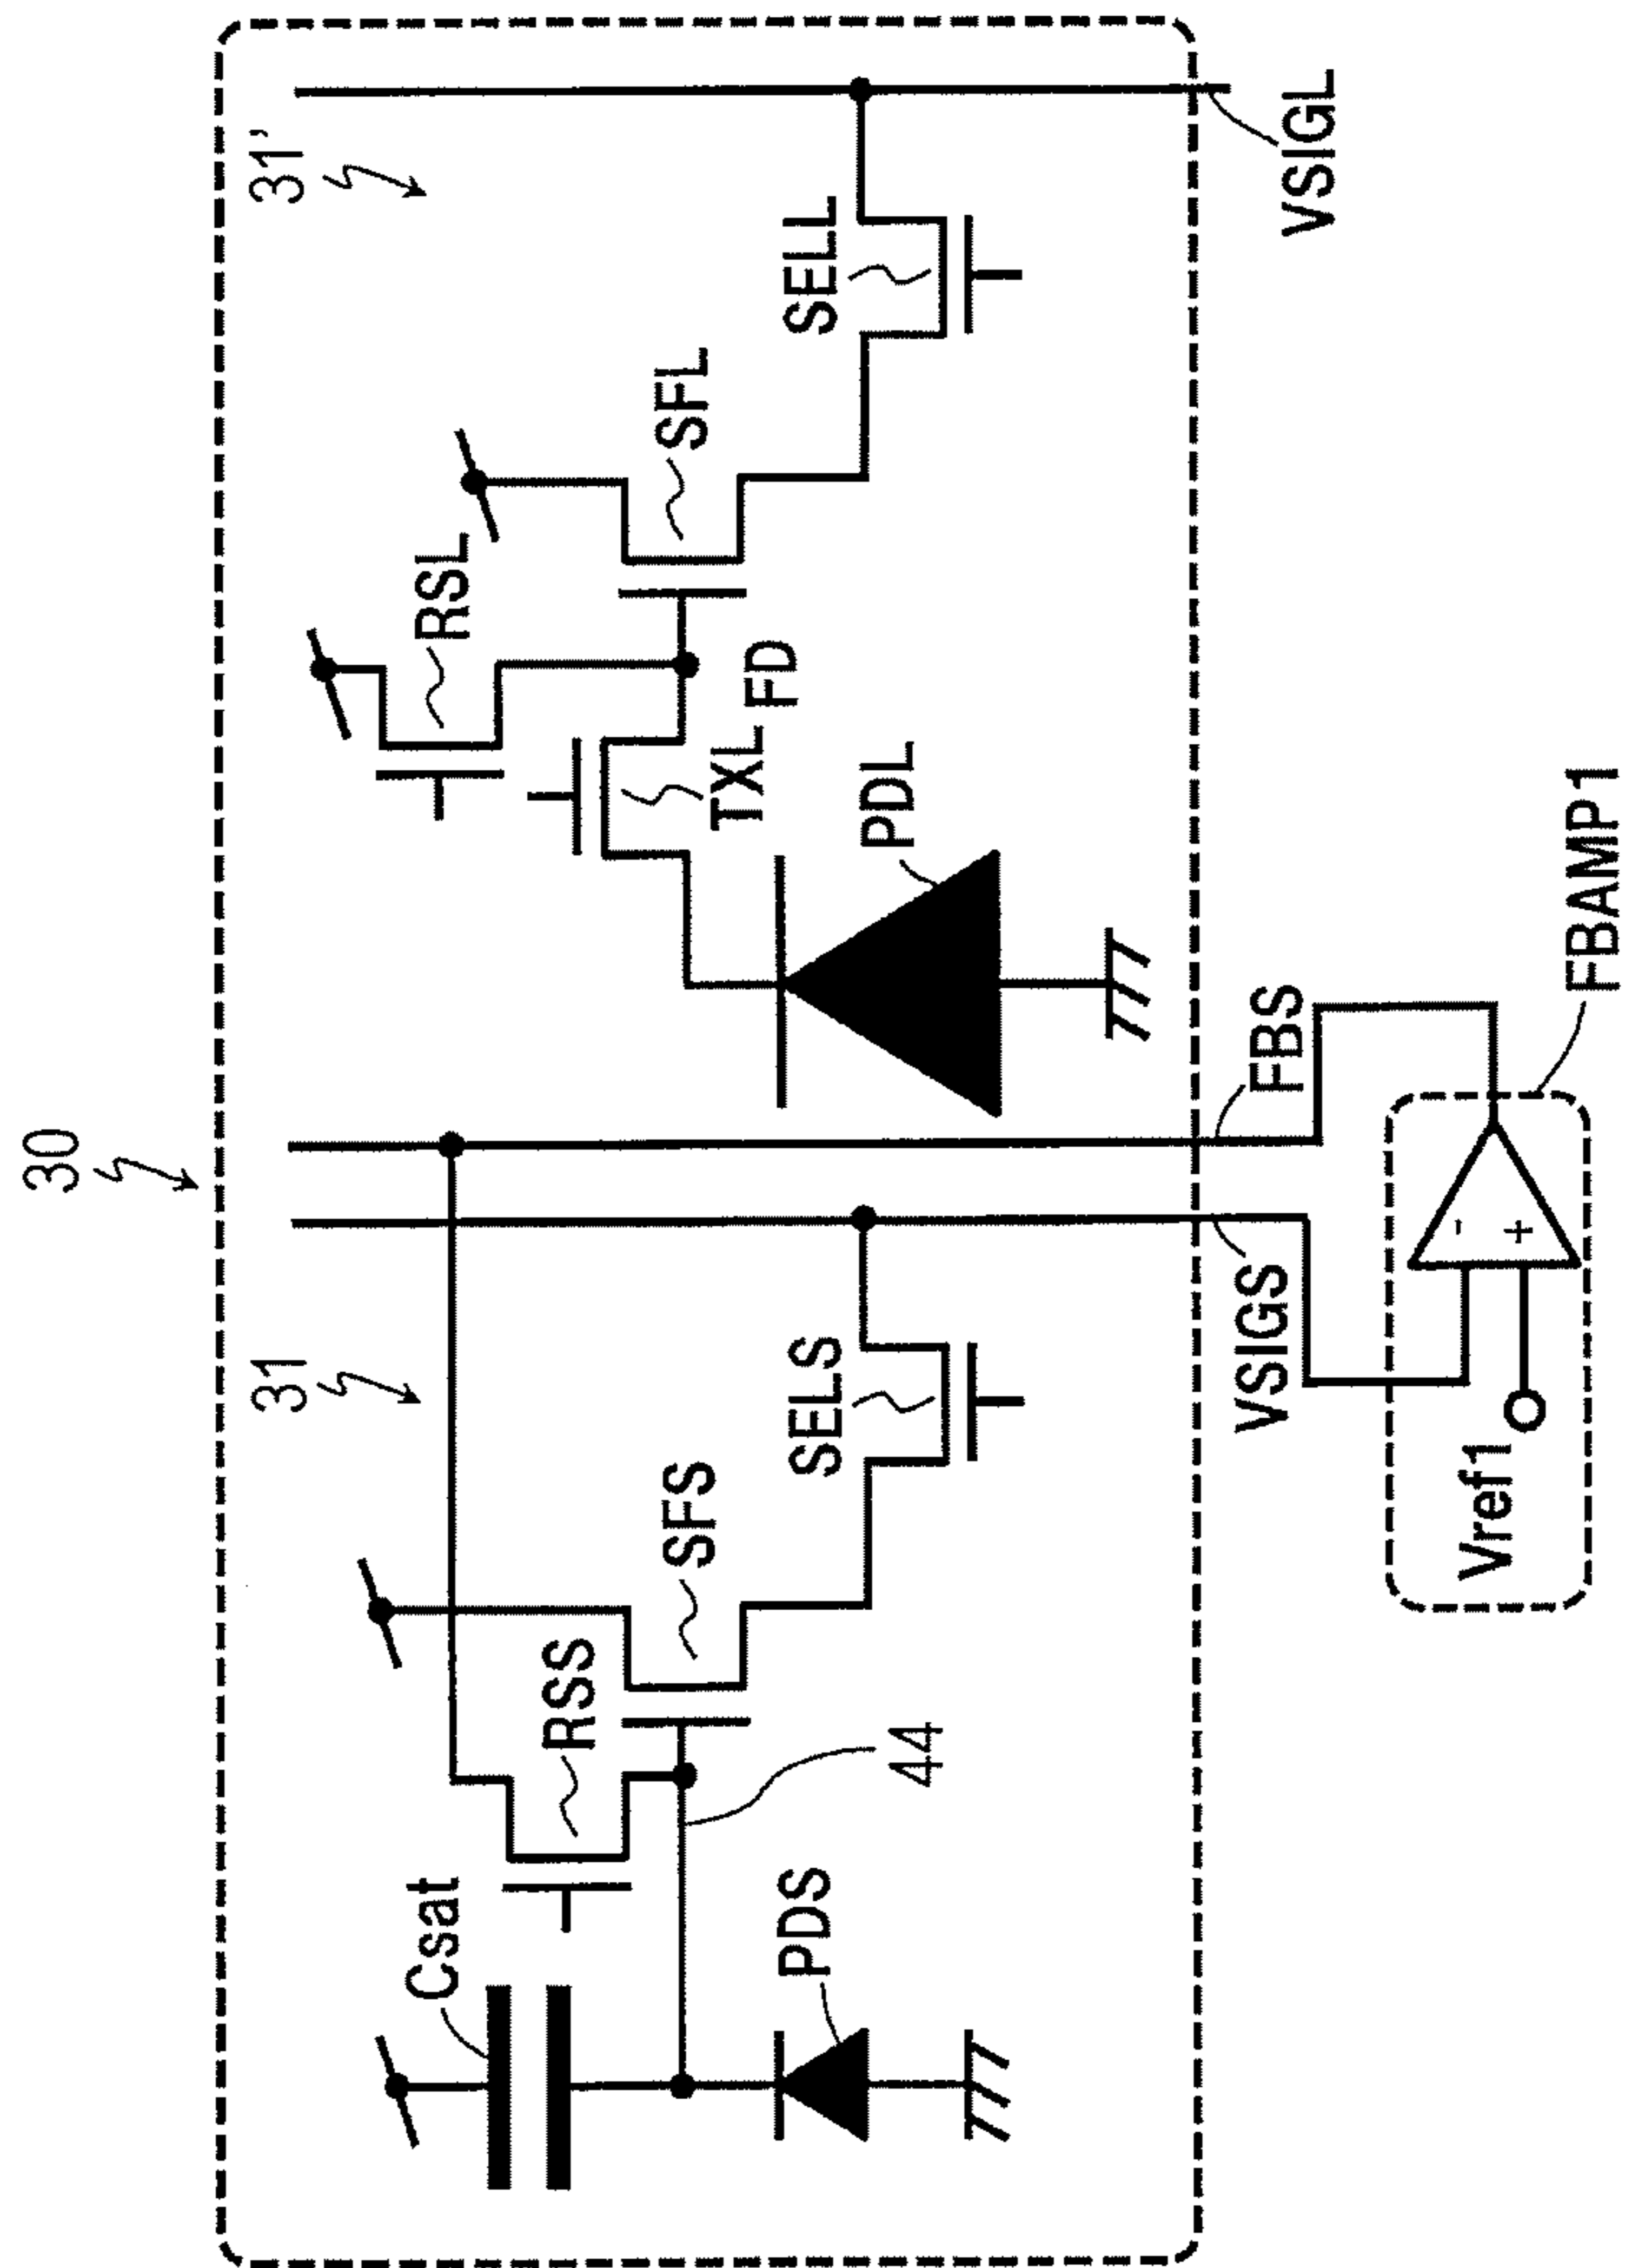 30
31
31'
Csat
RSS
SFS
SELS
PDS
44
RSL
SFL
SELL
TXL
FD
PDL
VSIGS
FBS
VSIGL
Vref1
-
+
FBAMP1